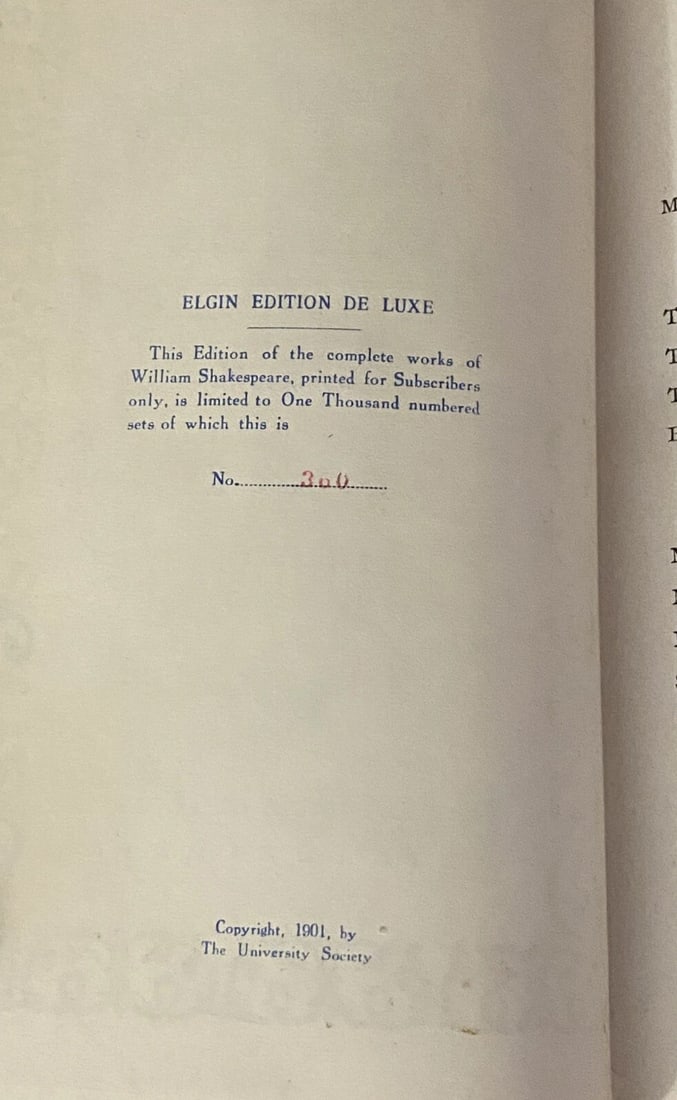 ELGIN EDITION DE LUXE
This Edition of the complete works of
William Shakespeare, printed for Subscribers
only, is limited to One Thousand numbered
sets of which this is
No. 300
Copyright, 1901, by
The University Society